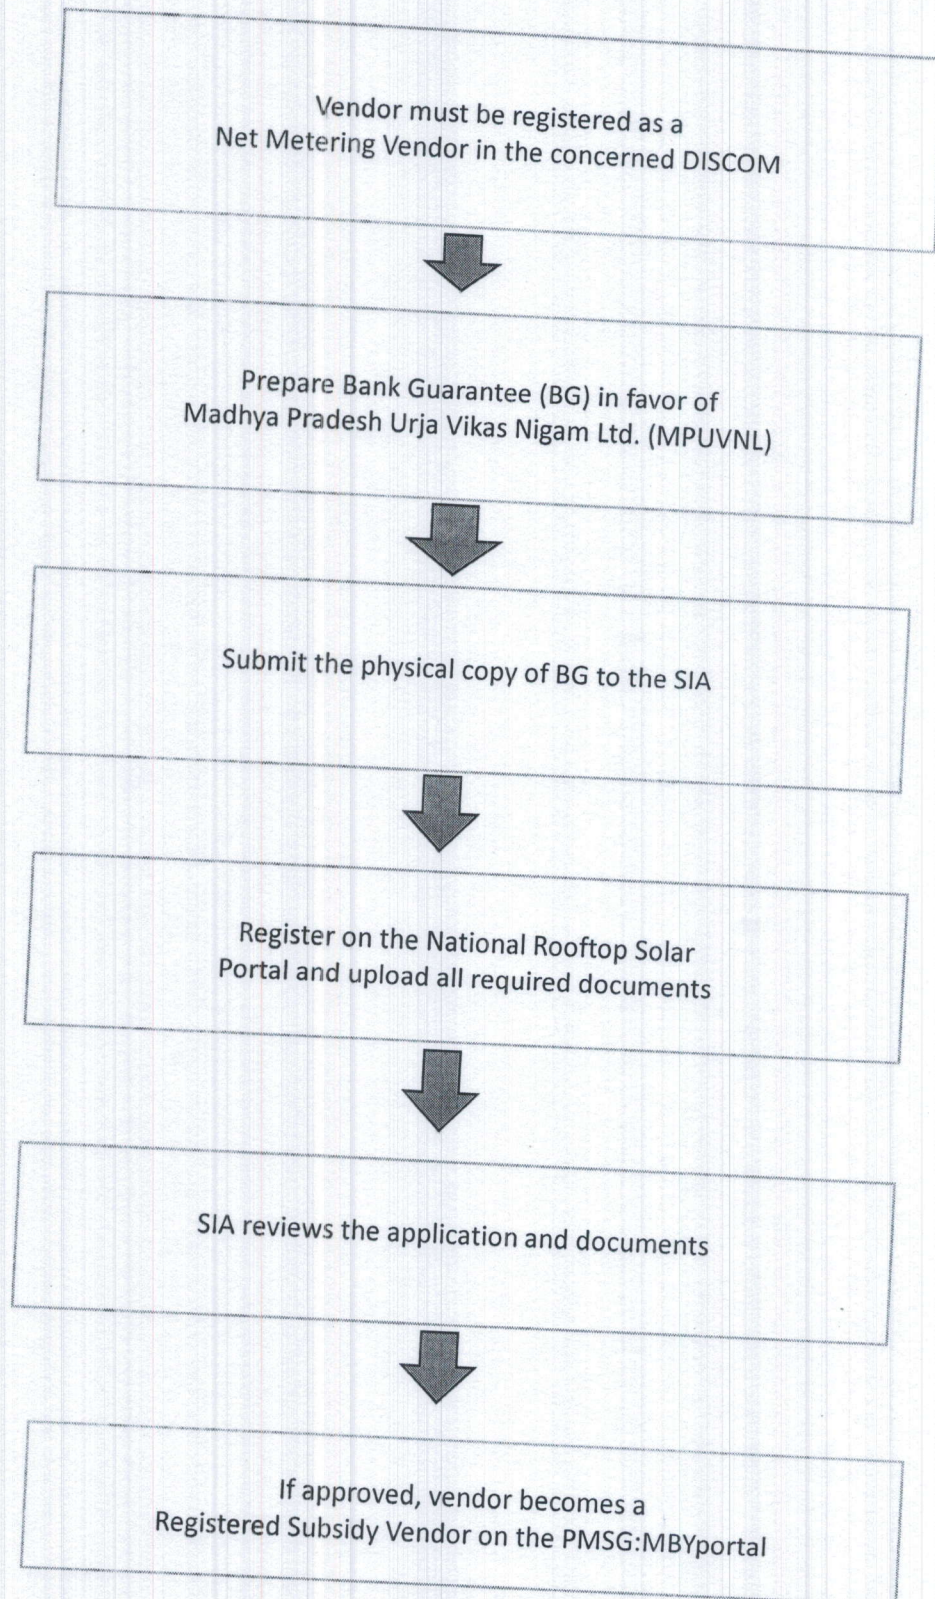 Vendor must be registered as a
Net Metering Vendor in the concerned DISCOM
Prepare Bank Guarantee (BG) in favor of
Madhya Pradesh Urja Vikas Nigam Ltd. (MPUVNL)
Submit the physical copy of BG to the SIA
Register on the National Rooftop Solar
Portal and upload all required documents
SIA reviews the application and documents
If approved, vendor becomes a
Registered Subsidy Vendor on the PMSG:MBYportal